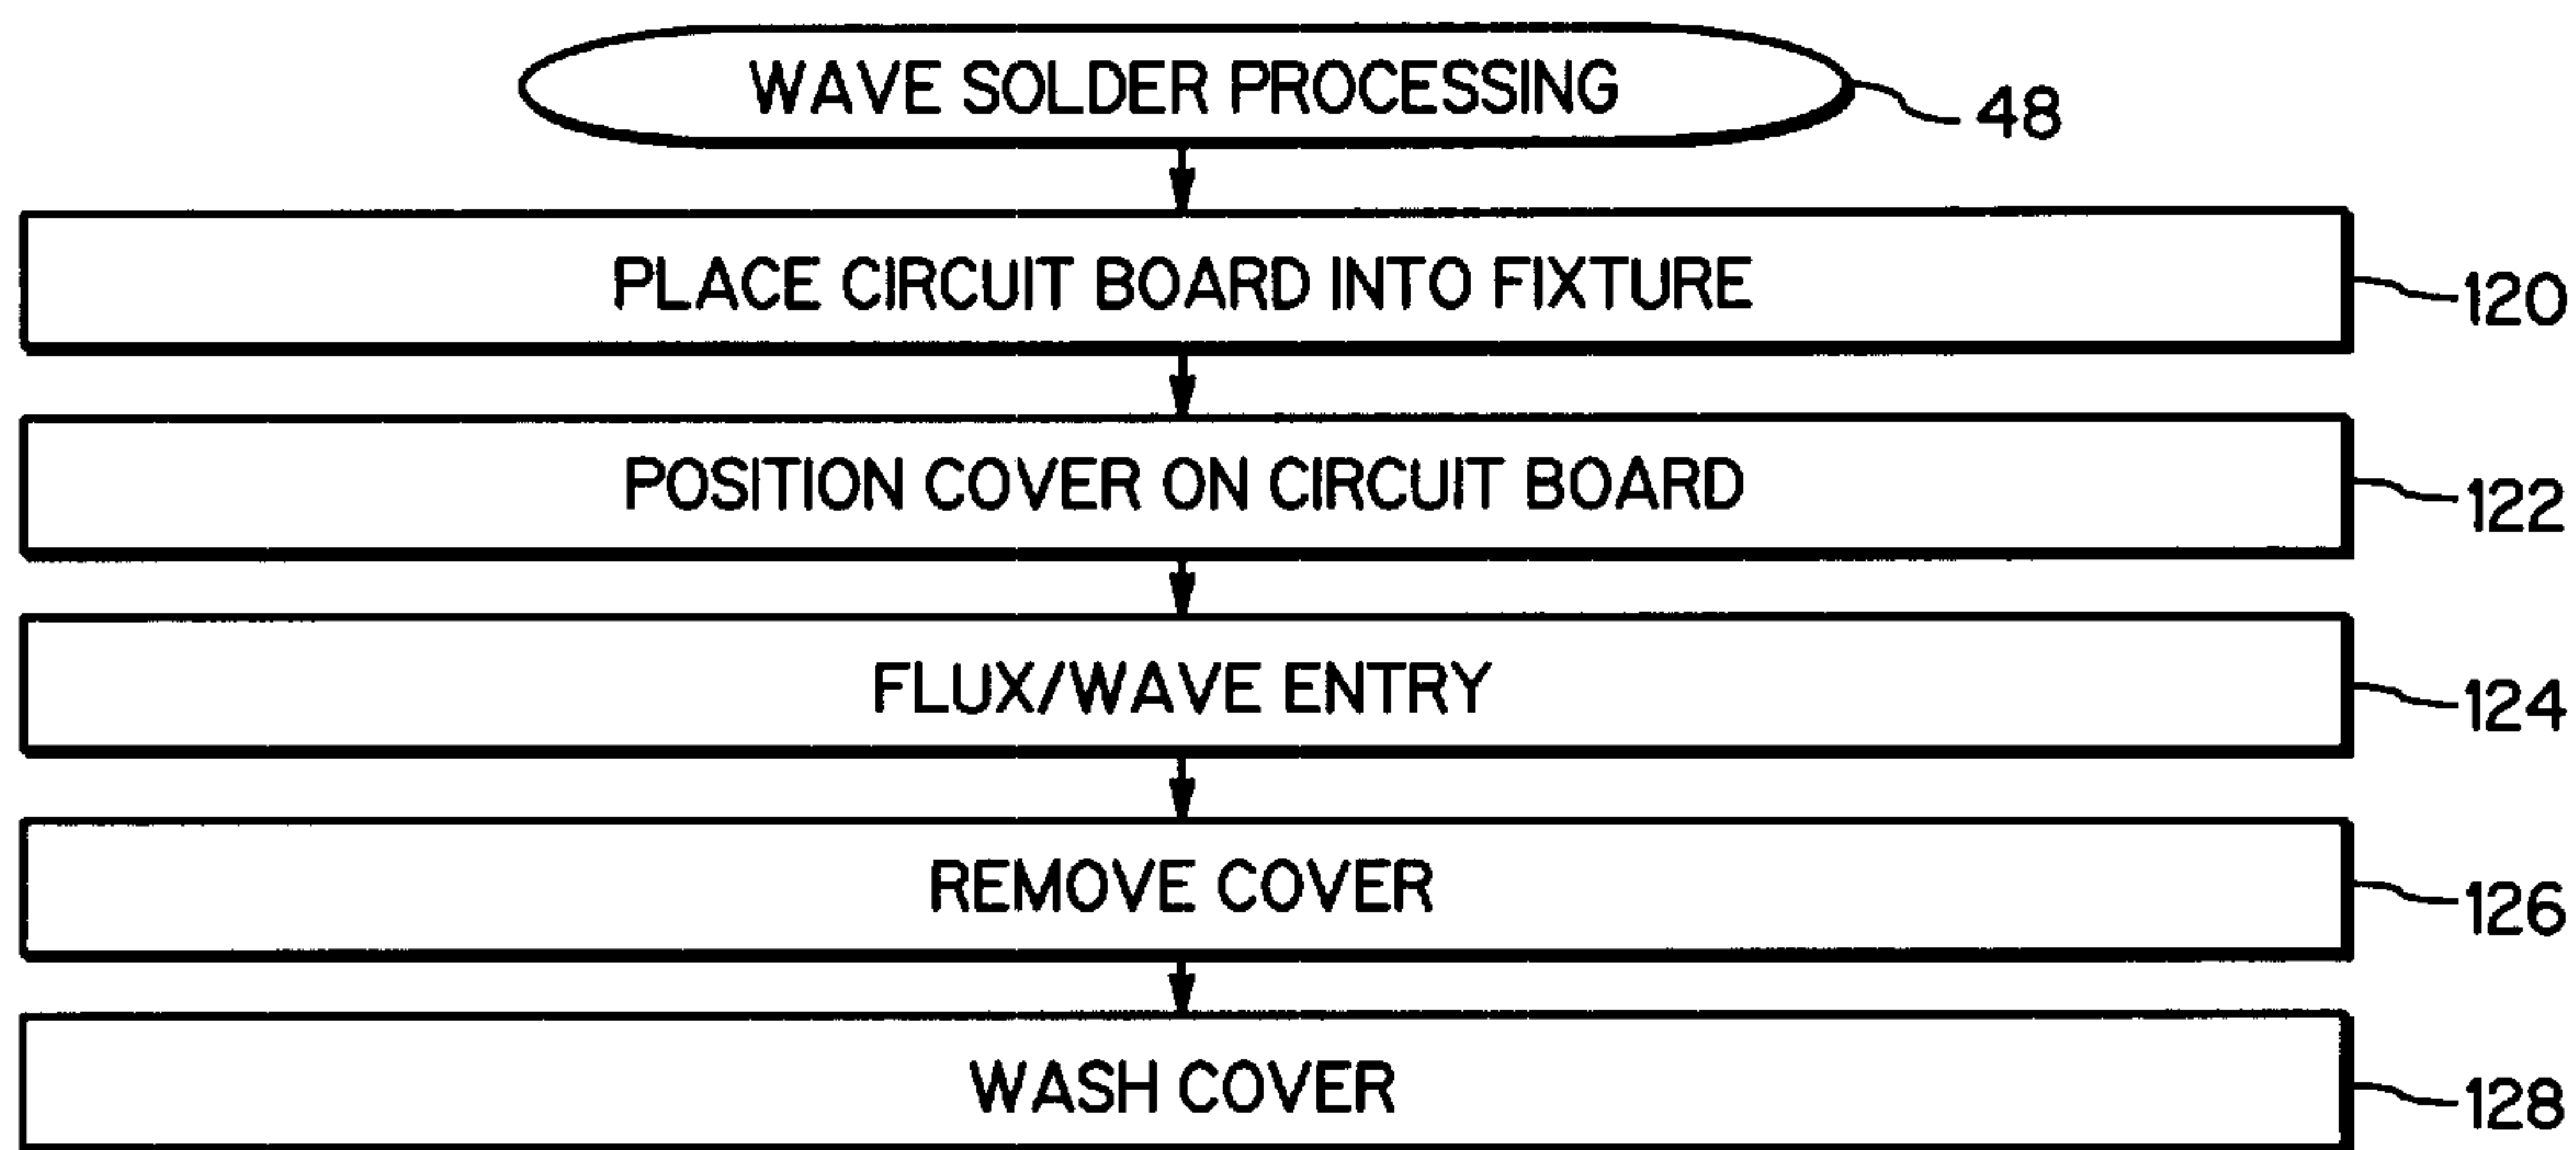 WAVE SOLDER PROCESSING
48
PLACE CIRCUIT BOARD INTO FIXTURE
120
POSITION COVER ON CIRCUIT BOARD
122
FLUX/WAVE ENTRY
124
REMOVE COVER
126
WASH COVER
128